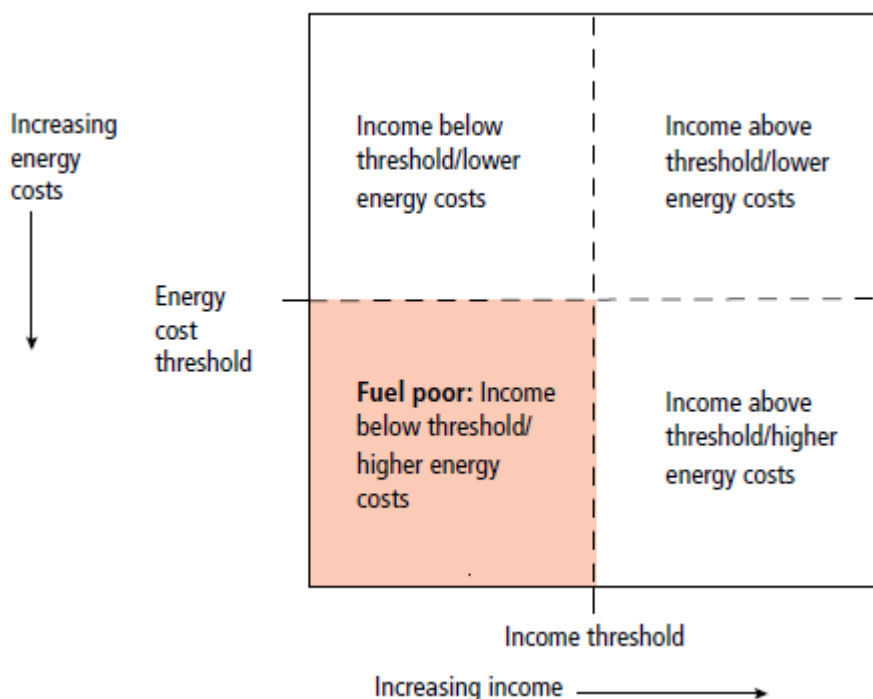 Increasing
energy
costs
Income below
threshold/lower
energy costs
Income above
threshold/lower
energy costs
Energy
cost
threshold
Fuel poor: Income
below threshold/
higher energy
costs
Income above
threshold/higher
energy costs
Income threshold
Increasing income